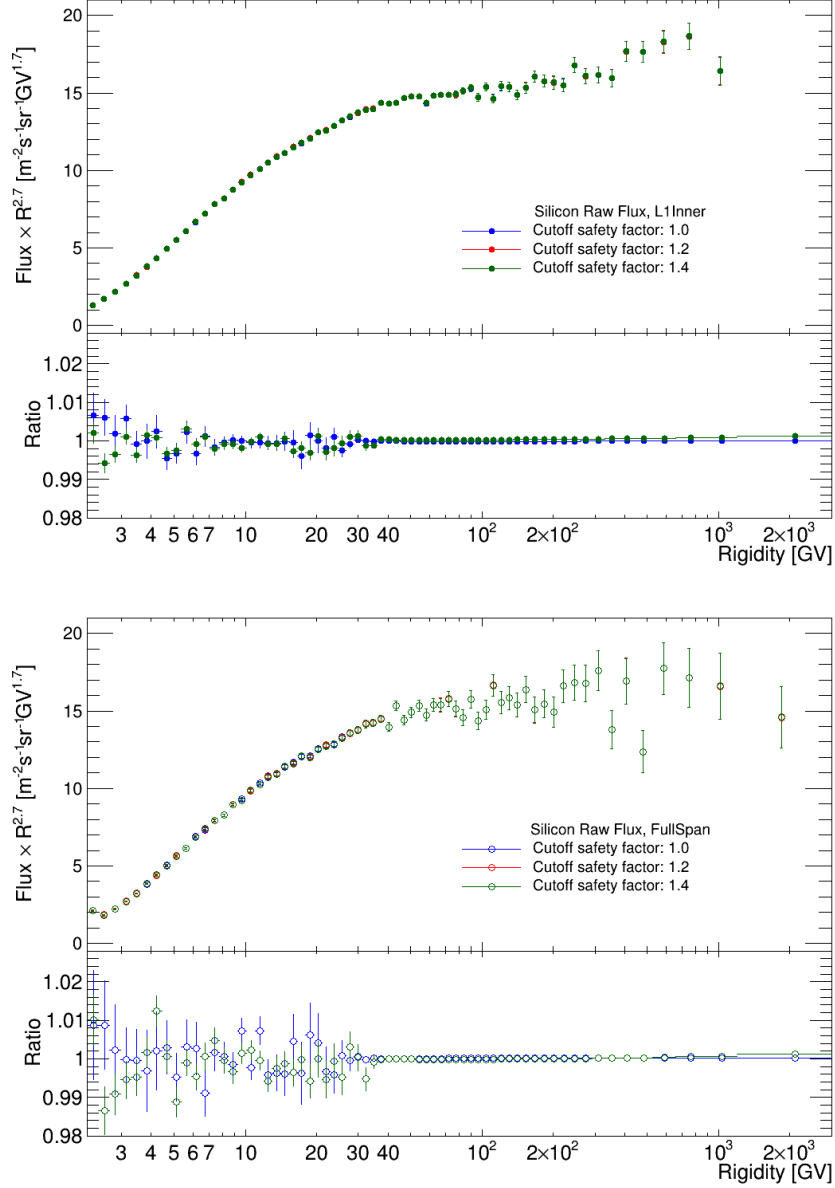 20
15
10
5
0
Flux × R^2.7 [m^-2s^-1sr^-1GV^1.7]
Silicon Raw Flux, L1Inner
Cutoff safety factor: 1.0
Cutoff safety factor: 1.2
Cutoff safety factor: 1.4
1.02
1.01
1
0.99
0.98
Ratio
3 4 5 6 7 10 20 30 40 10^2 2×10^2 10^3 2×10^3
Rigidity [GV]
20
15
10
5
0
Flux × R^2.7 [m^-2s^-1sr^-1GV^1.7]
Silicon Raw Flux, FullSpan
Cutoff safety factor: 1.0
Cutoff safety factor: 1.2
Cutoff safety factor: 1.4
1.02
1.01
1
0.99
0.98
Ratio
3 4 5 6 7 10 20 30 40 10^2 2×10^2 10^3 2×10^3
Rigidity [GV]